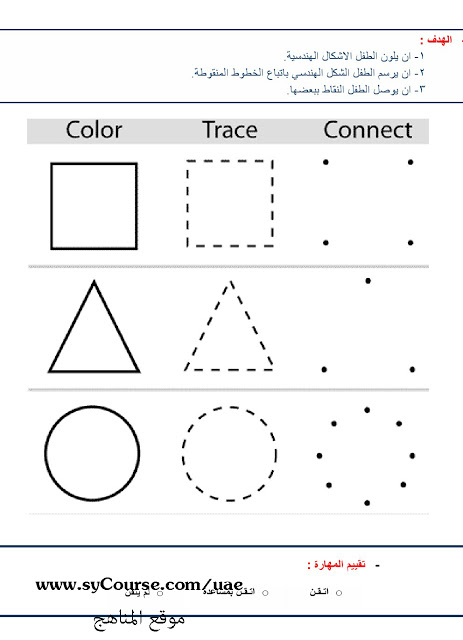 - الهدف :
١- ان يلون الطفل الاشكال الهندسية.
٢- ان يرسم الطفل الشكل الهندسي باتباع الخطوط المنقوطة.
٣- ان يوصل الطفل النقاط ببعضها.
Color Trace Connect
- تقييم المهارة :
○ اتقن ○ اتقن بمساعدة ○ لم يتقن
www.syCourse.com/uae
موقع المناهج